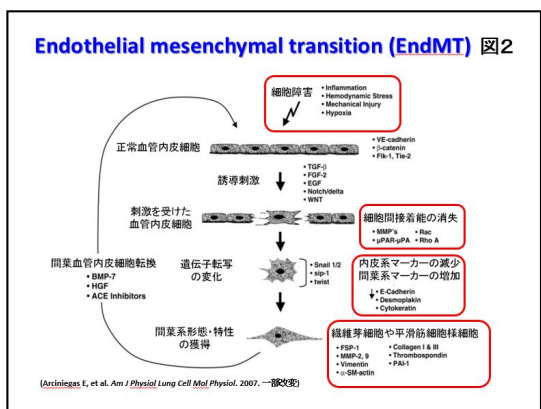 Endothelial mesenchymal transition (EndMT) 図2
細胞障害
• Inflammation
• Hemodynamic Stress
• Mechanical Injury
• Hypoxia
正常血管内皮細胞
• VE-cadherin
• β-catenin
• Flk-1, Tie-2
誘導刺激
• TGF-β
• FGF-2
• EGF
• Notch/delta
• WNT
刺激を受けた
血管内皮細胞
細胞間接着能の消失
• MMP's • Rac
• μPAR-μPA • Rho A
間葉血管内皮細胞転換
• BMP-7
• HGF
• ACE Inhibitors
遺伝子転写
の変化
• Snail 1/2
• sip-1
• twist
内皮系マーカーの減少
間葉系マーカーの増加
• E-Cadherin
• Desmoplakin
• Cytokeratin
間葉系形態・特性
の獲得
繊維芽細胞や平滑筋細胞様細胞
• FSP-1 • Collagen I & III
• MMP-2, 9 • Thrombospondin
• Vimentin • PAI-1
• α-SM-actin
(Arciniegas E, et al. Am J Physiol Lung Cell Mol Physiol. 2007. 一部改変)